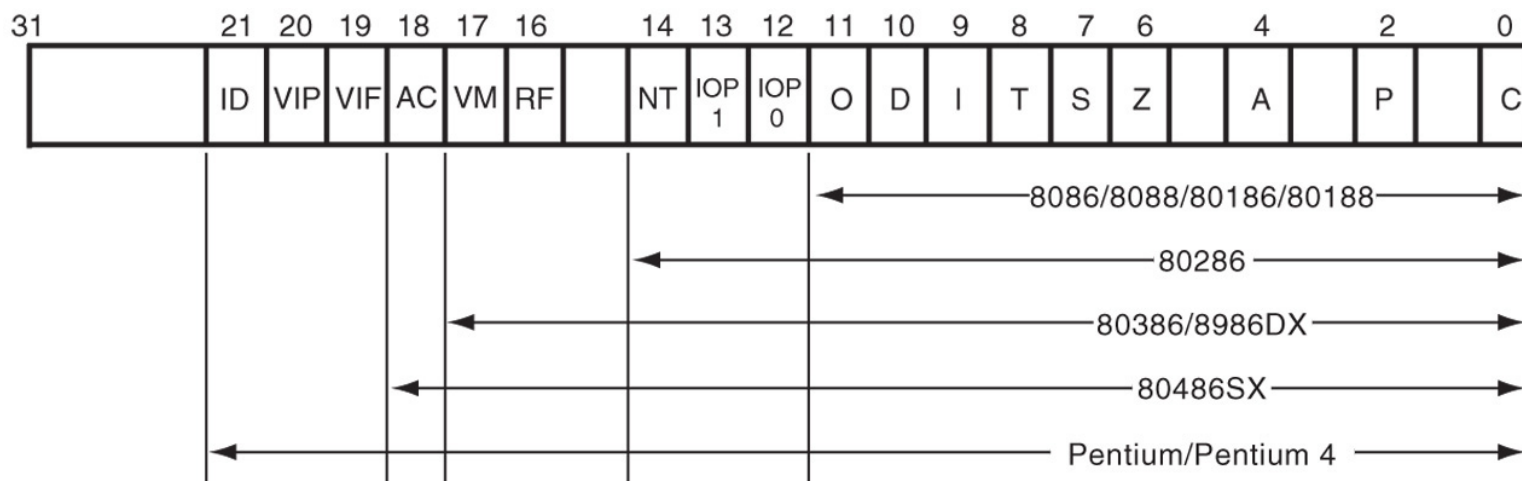 31 21 20 19 18 17 16 14 13 12 11 10 9 8 7 6 4 2 0
ID VIP VIF AC VM RF NT IOP 1 IOP 0 O D I T S Z A P C
8086/8088/80186/80188
80286
80386/8986DX
80486SX
Pentium/Pentium 4